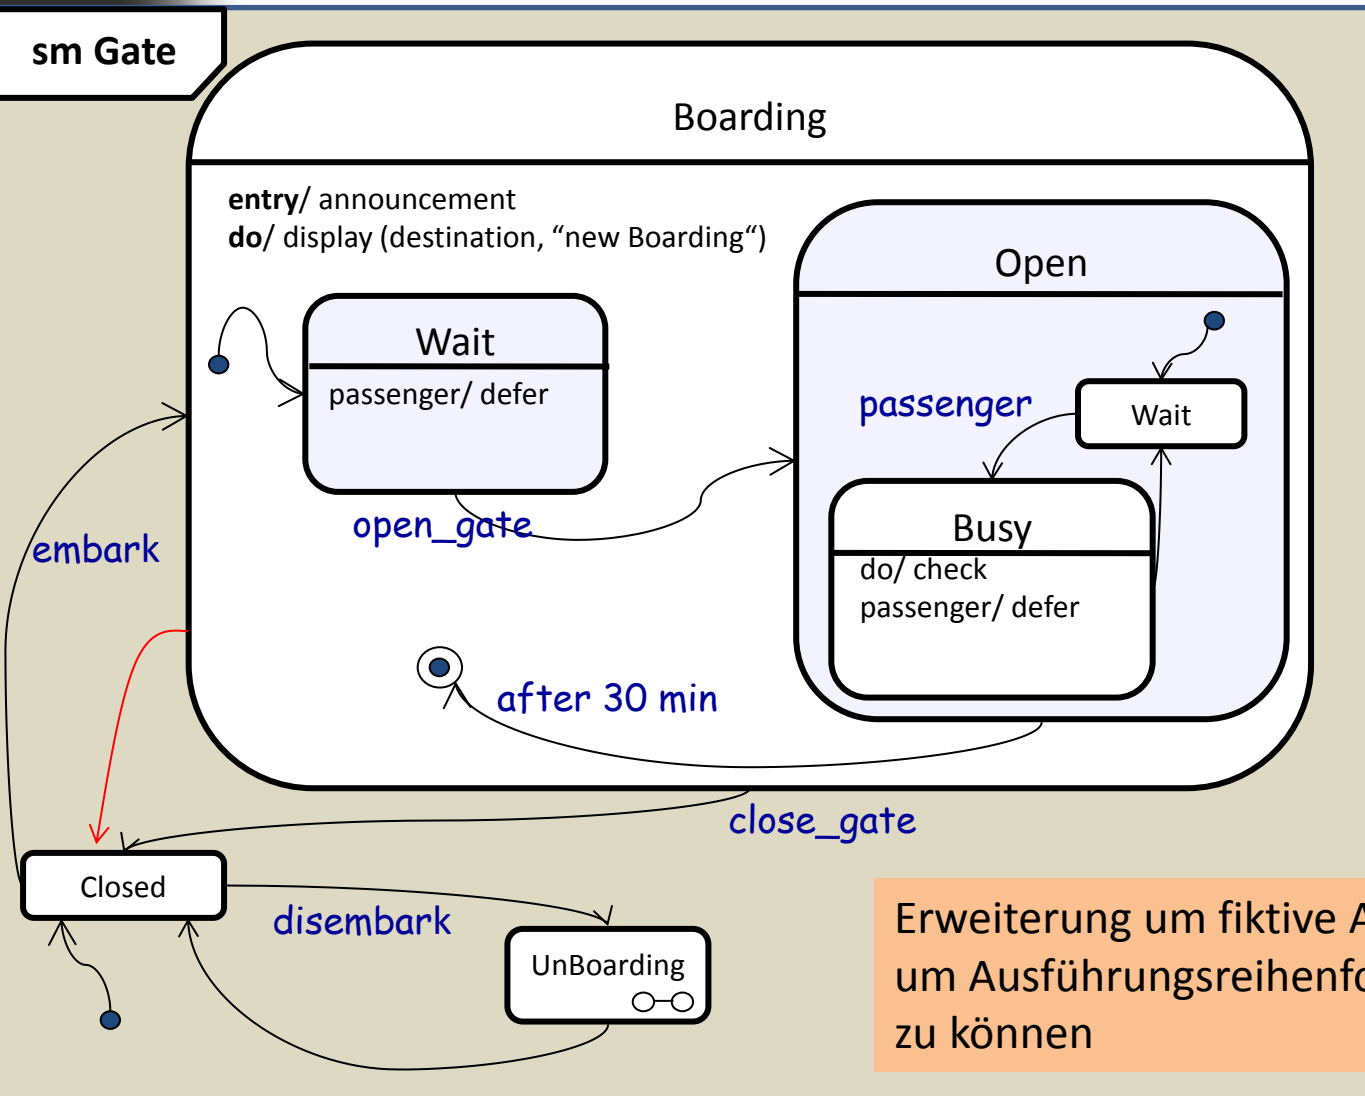 sm Gate
Boarding
entry/ announcement
do/ display (destination, “new Boarding“)
Open
Wait
passenger/ defer
passenger
Wait
open_gate
Busy
do/ check
passenger/ defer
embark
after 30 min
close_gate
Closed
disembark
UnBoarding
Erweiterung um fiktive
um
zu können